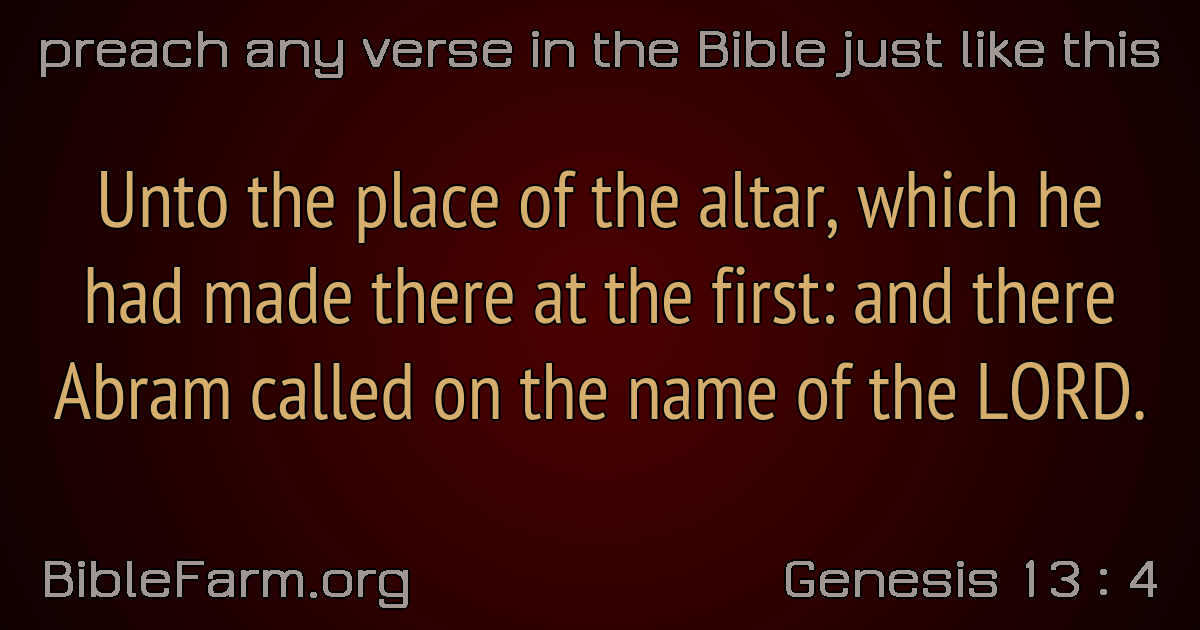 preach any verse in the Bible just like this
Unto the place of the altar, which he
had made there at the first: and there
Abram called on the name of the LORD.
BibleFarm.org
Genesis 13 : 4